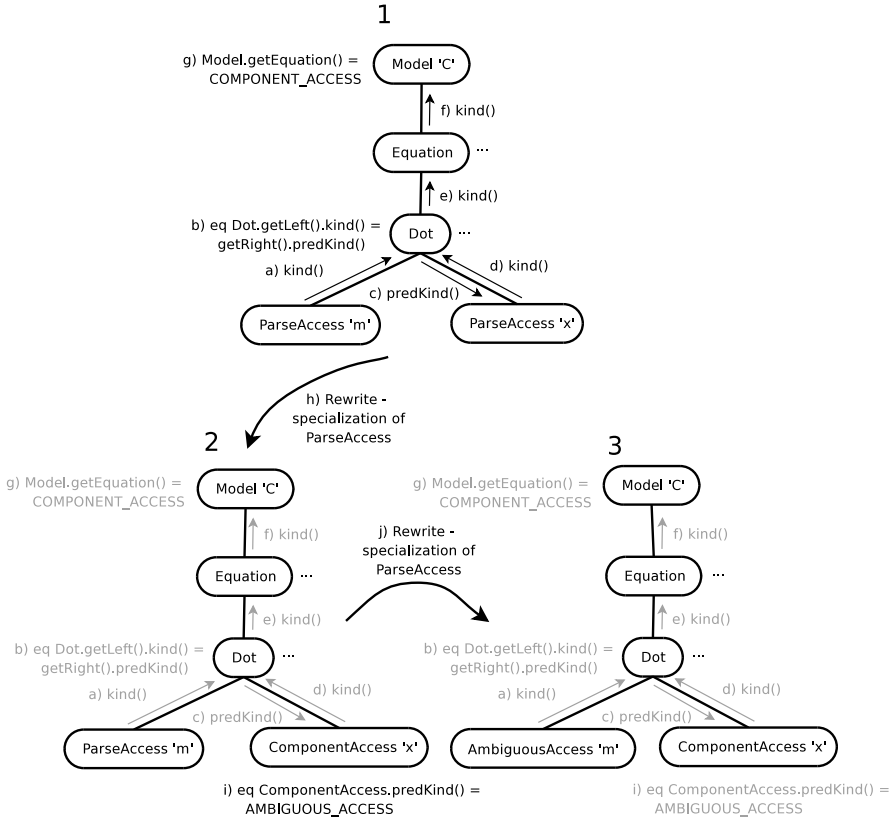 1
g) Model.getEquation() =
COMPONENT_ACCESS
Model 'C'
f) kind()
Equation
...
e) kind()
b) eq Dot.getLeft().kind() =
getRight().predKind()
Dot
...
a) kind()
d) kind()
c) predKind()
ParseAccess 'm'
ParseAccess 'x'
h) Rewrite -
specialization of
ParseAccess
2
g) Model.getEquation() =
COMPONENT_ACCESS
Model 'C'
f) kind()
Equation
...
e) kind()
b) eq Dot.getLeft().kind() =
getRight().predKind()
Dot
...
a) kind()
d) kind()
c) predKind()
ParseAccess 'm'
ComponentAccess 'x'
i) eq ComponentAccess.predKind() =
AMBIGUOUS_ACCESS
j) Rewrite -
specialization of
ParseAccess
3
g) Model.getEquation() =
COMPONENT_ACCESS
Model 'C'
f) kind()
Equation
...
e) kind()
b) eq Dot.getLeft().kind() =
getRight().predKind()
Dot
...
a) kind()
d) kind()
c) predKind()
AmbiguousAccess 'm'
ComponentAccess 'x'
i) eq ComponentAccess.predKind() =
AMBIGUOUS_ACCESS